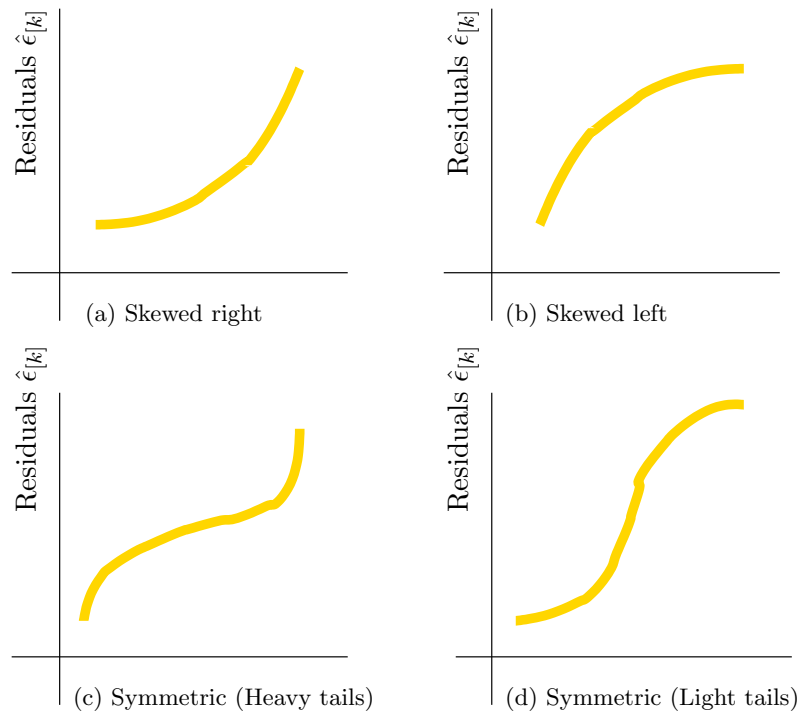 Residuals ε̂[k]
Residuals ε̂[k]
(a) Skewed right
(b) Skewed left
Residuals ε̂[k]
Residuals ε̂[k]
(c) Symmetric (Heavy tails)
(d) Symmetric (Light tails)